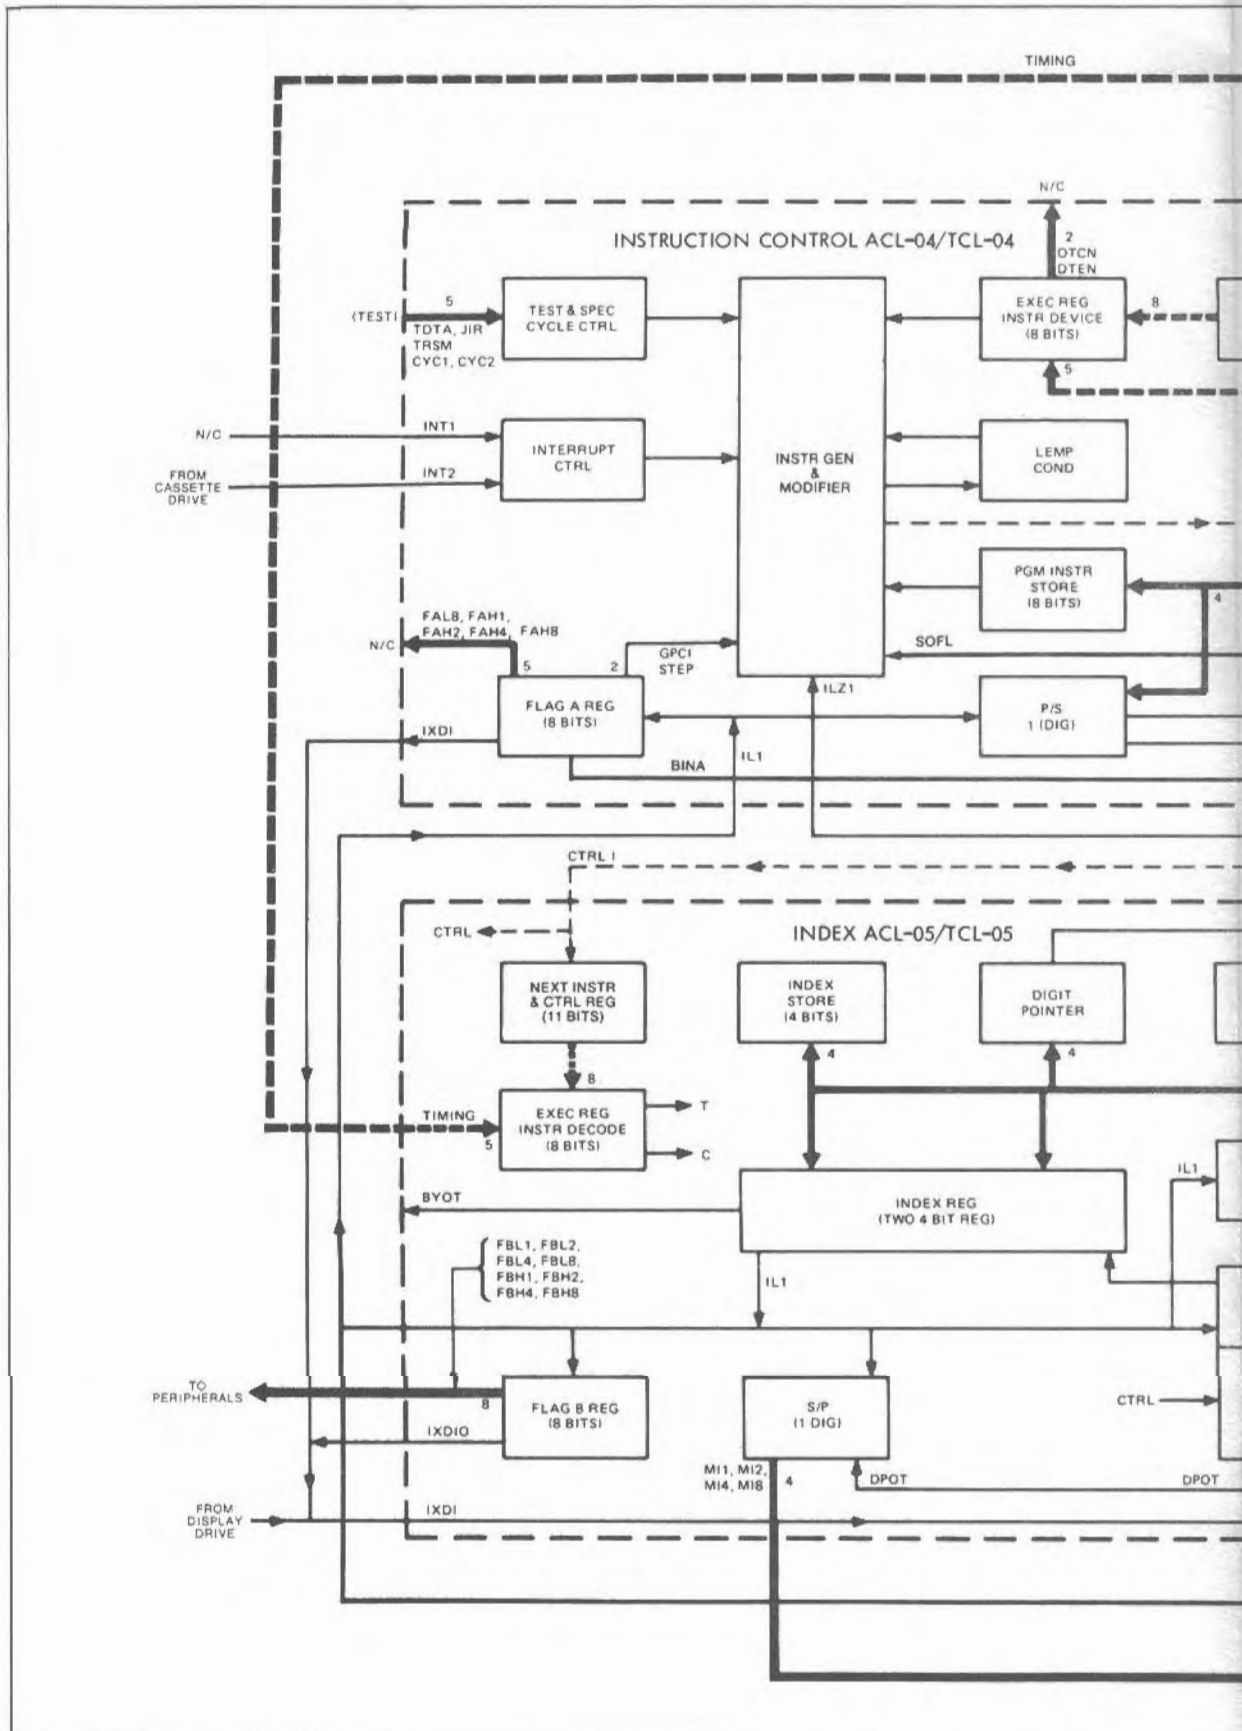 TIMING
N/C
INSTRUCTION CONTROL ACL-04/TCL-04
2
OTCN
DTEN
(TEST)
5
TDTA, JIR
TRSM
CYC1, CYC2
TEST & SPEC
CYCLE CTRL
EXEC REG
INSTR DEVICE
(8 BITS)
8
5
N/C
INT1
FROM
CASSETTE
DRIVE
INT2
INTERRUPT
CTRL
INSTR GEN
&
MODIFIER
LEMP
COND
PGM INSTR
STORE
(8 BITS)
4
FAL8, FAH1,
FAH2, FAH4, FAH8
N/C
5
2
GPCI
STEP
SOFL
ILZ1
FLAG A REG
(8 BITS)
P/S
1 (DIG)
IXDI
IL1
BINA
CTRL I
CTRL
INDEX ACL-05/TCL-05
NEXT INSTR
& CTRL REG
(11 BITS)
INDEX
STORE
(4 BITS)
DIGIT
POINTER
8
4
4
TIMING
5
EXEC REG
INSTR DECODE
(8 BITS)
T
C
BYOT
INDEX REG
(TWO 4 BIT REG)
IL1
FBL1, FBL2,
FBL4, FBL8,
FBH1, FBH2,
FBH4, FBH8
IL1
TO
PERIPHERALS
8
FLAG B REG
(8 BITS)
S/P
(1 DIG)
CTRL
IXDIO
MI1, MI2,
MI4, MI8
4
DPOT
DPOT
FROM
DISPLAY
DRIVE
IXDI